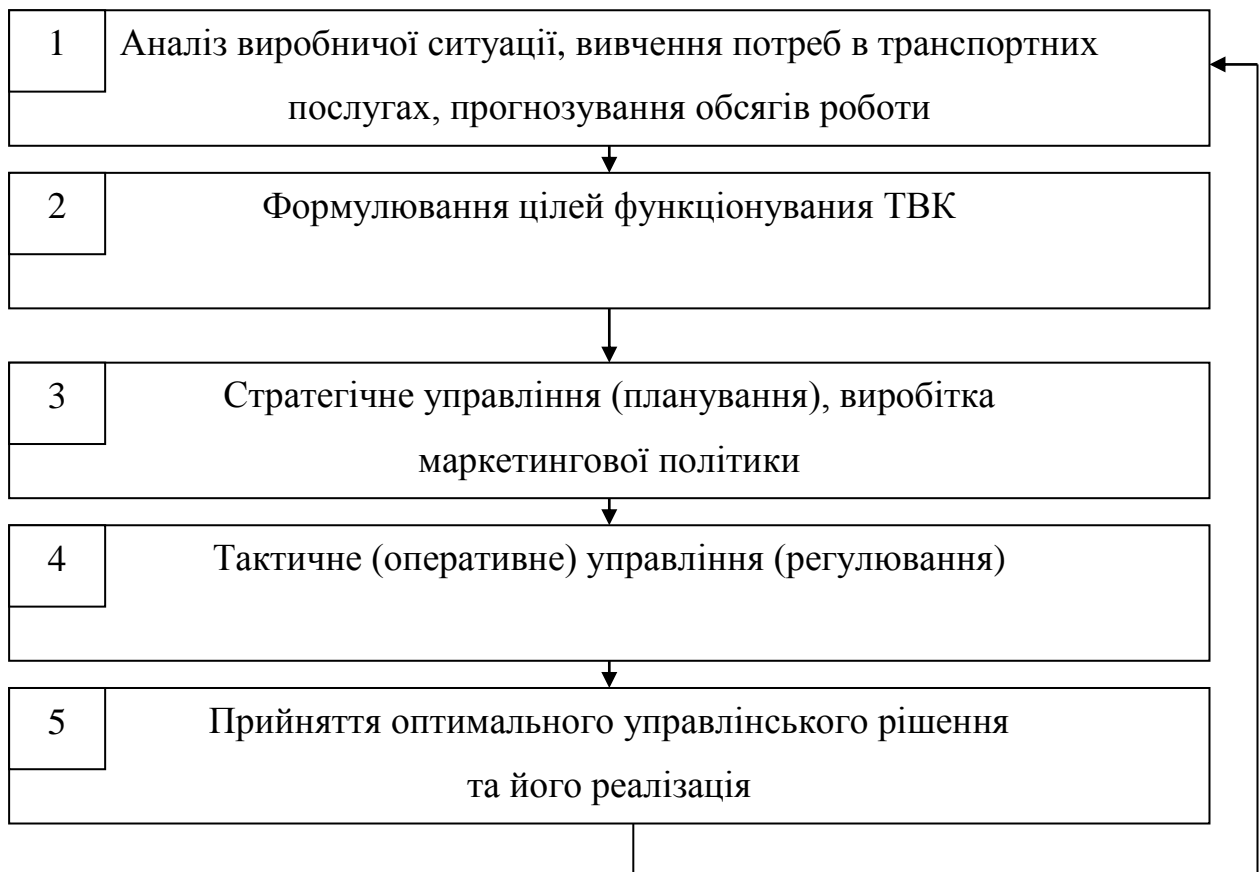 1
Аналіз виробничої ситуації, вивчення потреб в транспортних
послугах, прогнозування обсягів роботи
2
Формулювання цілей функціонування ТВК
3
Стратегічне управління (планування), виробітка
маркетингової політики
4
Тактичне (оперативне) управління (регулювання)
5
Прийняття оптимального управлінського рішення
та його реалізація